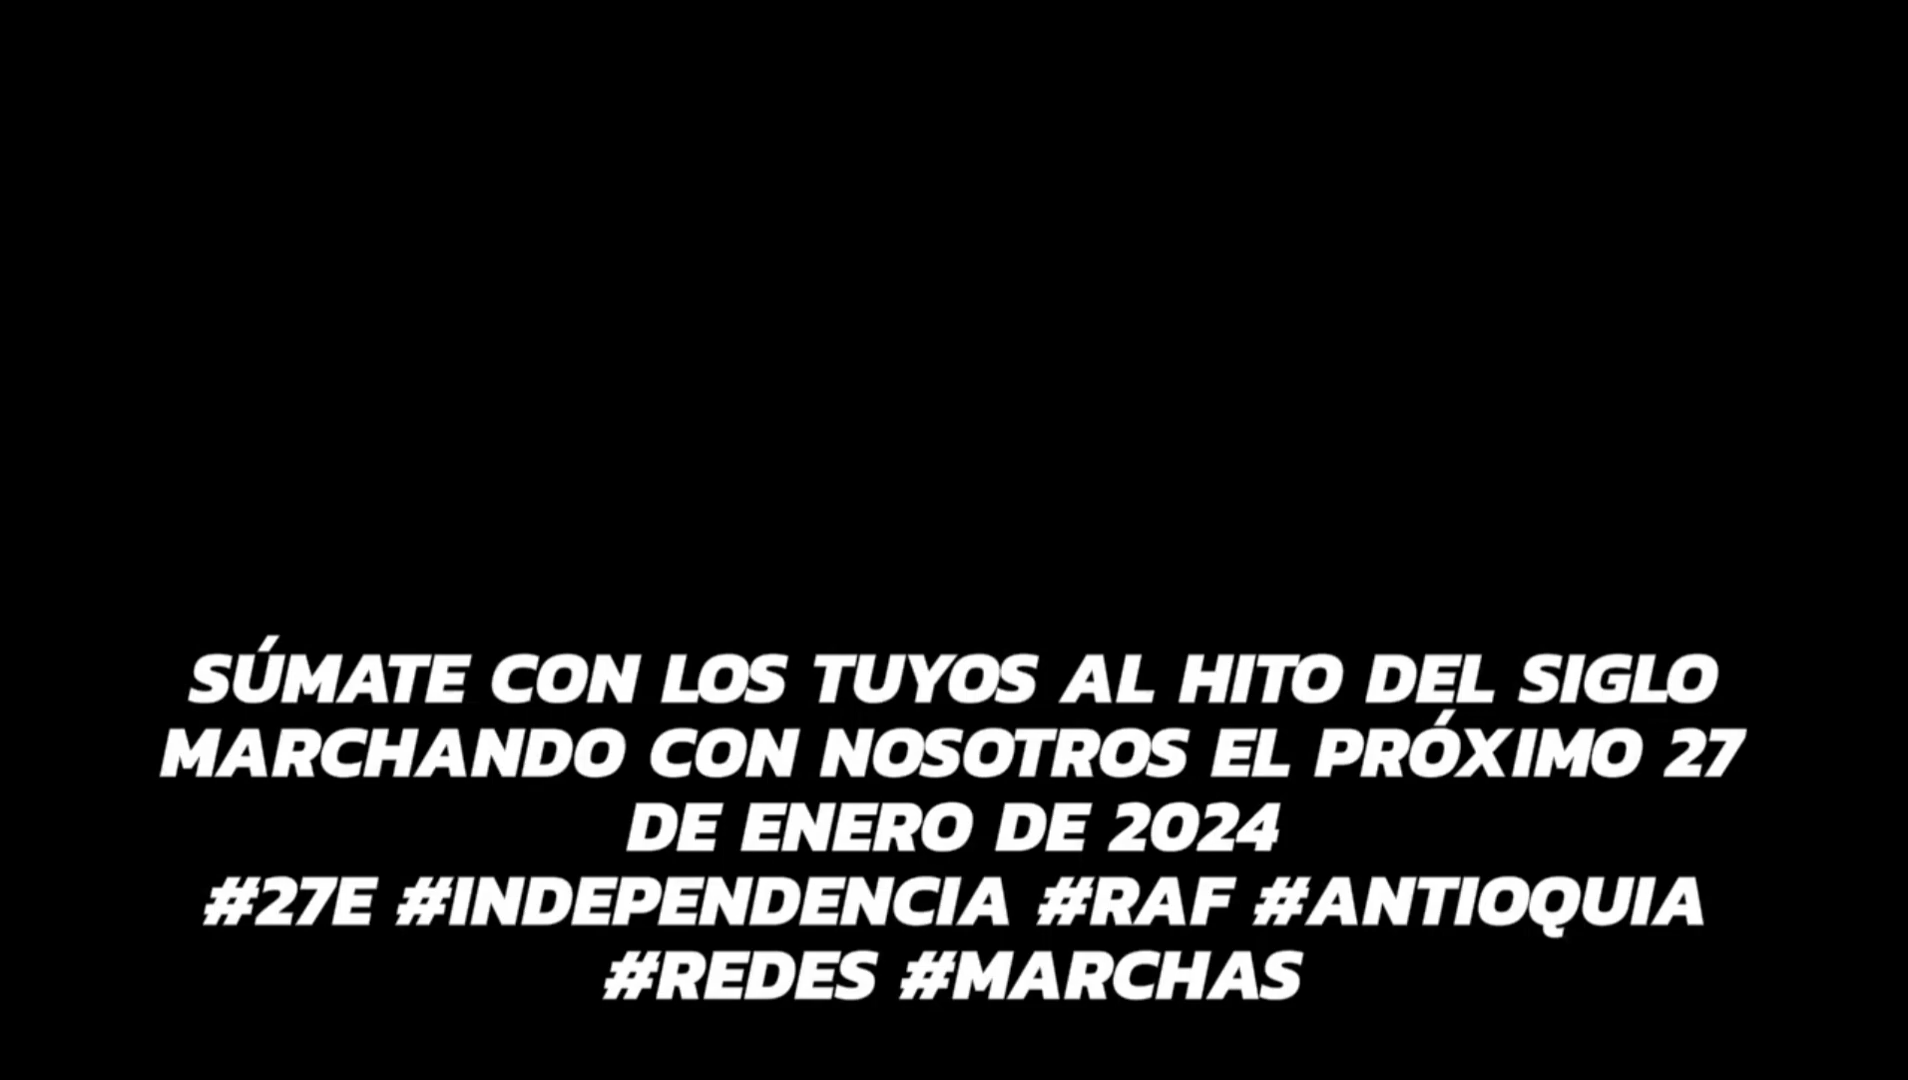 SÚMATE CON LOS TUYOS AL HITO DEL SIGLO
MARCHANDO CON NOSOTROS EL PRÓXIMO 27
DE ENERO DE 2024
#27E #INDEPENDENCIA #RAF #ANTIOQUIA
#REDES #MARCHAS